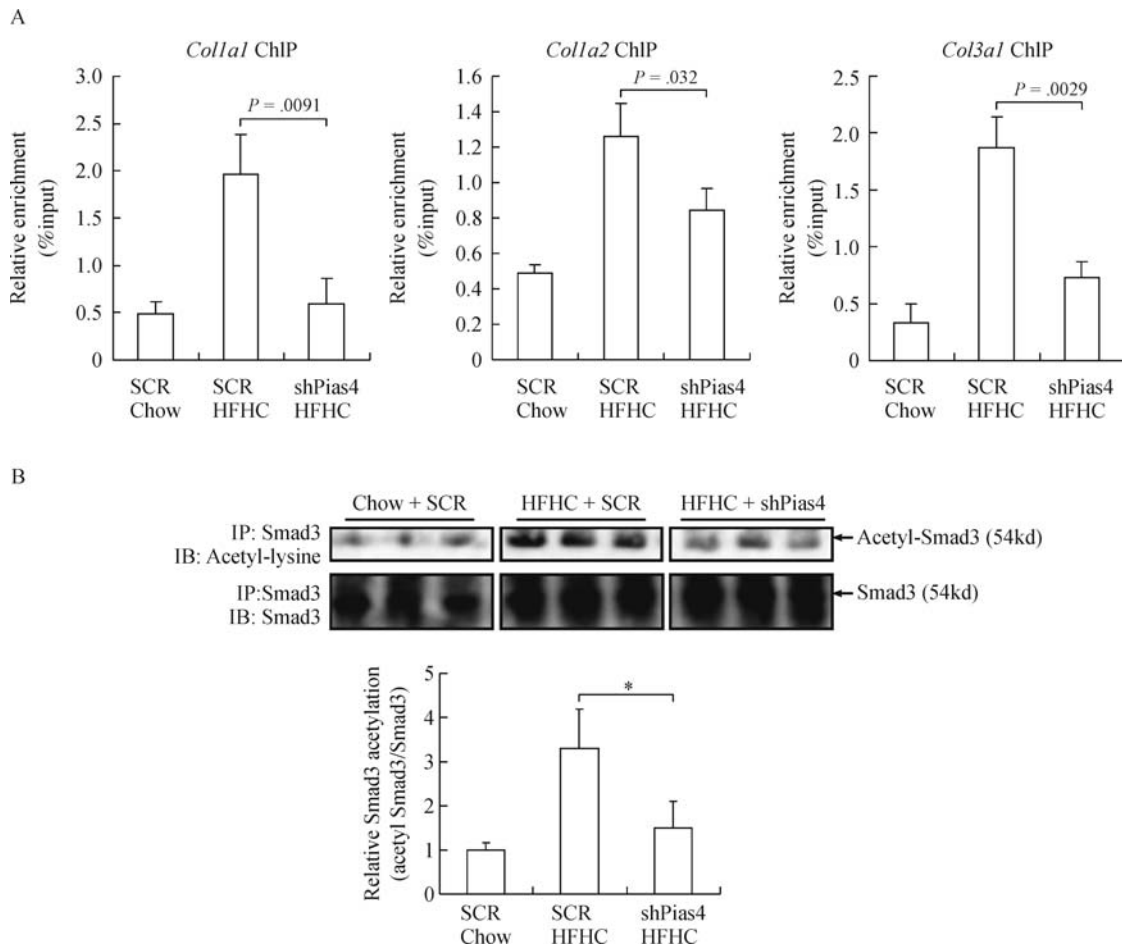 A
Col1a1 ChIP
P = .0091
Relative enrichment
(%input)
3.0
2.5
2.0
1.5
1.0
0.5
0
SCR
Chow
SCR
HFHC
shPias4
HFHC
Col1a2 ChIP
P = .032
Relative enrichment
(%input)
1.6
1.4
1.2
1.0
0.8
0.6
0.4
0.2
0
SCR
Chow
SCR
HFHC
shPias4
HFHC
Col3a1 ChIP
P = .0029
Relative enrichment
(%input)
2.5
2.0
1.5
1.0
0.5
0
SCR
Chow
SCR
HFHC
shPias4
HFHC
B
Chow + SCR
HFHC + SCR
HFHC + shPias4
IP: Smad3
IB: Acetyl-lysine
Acetyl-Smad3 (54kd)
IP:Smad3
IB: Smad3
Smad3 (54kd)
Relative Smad3 acetylation
(acetyl Smad3/Smad3)
5
4
3
2
1
0
*
SCR
Chow
SCR
HFHC
shPias4
HFHC